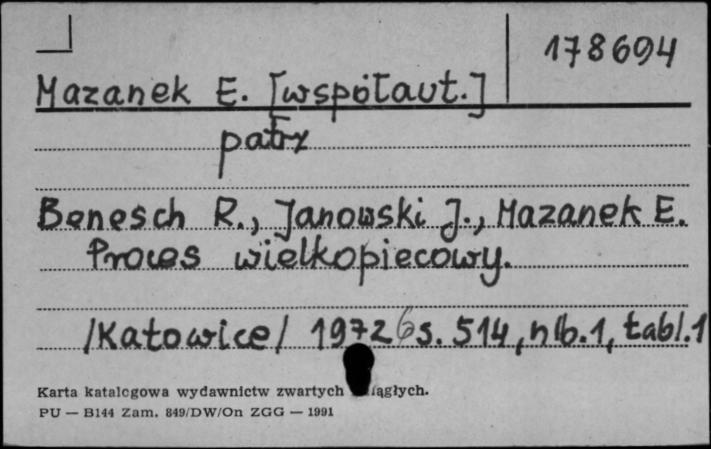 178694
Mazanek E. [współaut.]
patrz
Benesch R., Janowski J., Mazanek E.
Proces wielkopiecowy.
/Katowice/ 1972 s. 514, nlb. 1, tabl. 1
Karta katalogowa wydawnictw zwartych
PU — B144 Zam. 849/DW/On ZGG — 1991